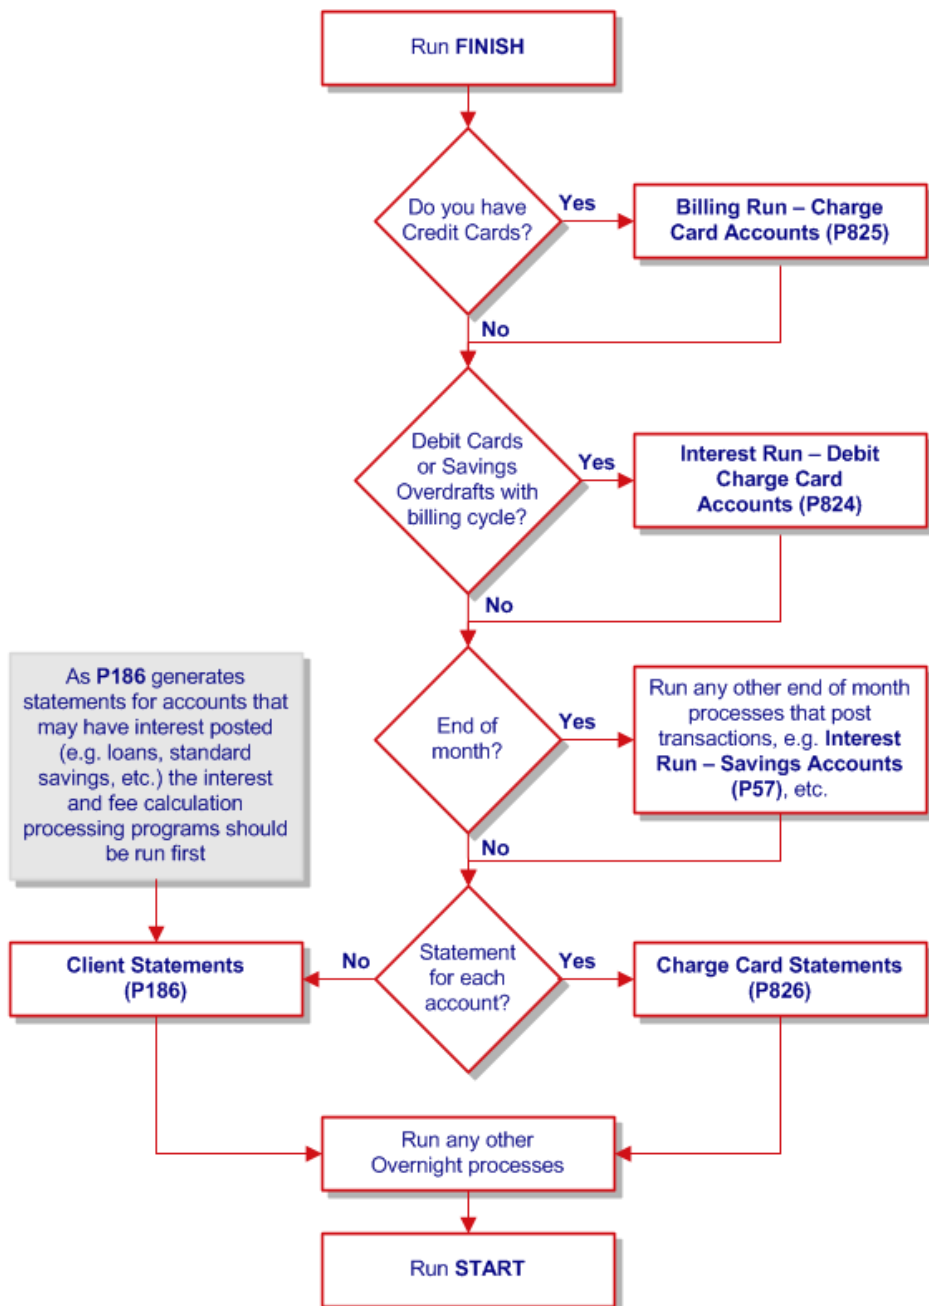 Run FINISH
Do you have
Credit Cards?
Yes
Billing Run – Charge
Card Accounts (P825)
No
Debit Cards
or Savings
Overdrafts with
billing cycle?
Yes
Interest Run – Debit
Charge Card
Accounts (P824)
No
As P186 generates
statements for accounts that
may have interest posted
(e.g. loans, standard
savings, etc.) the interest
and fee calculation
processing programs should
be run first
End of
month?
Yes
Run any other end of month
processes that post
transactions, e.g. Interest
Run – Savings Accounts
(P57), etc.
No
Client Statements
(P186)
No
Statement
for each
account?
Yes
Charge Card Statements
(P826)
Run any other
Overnight processes
Run START